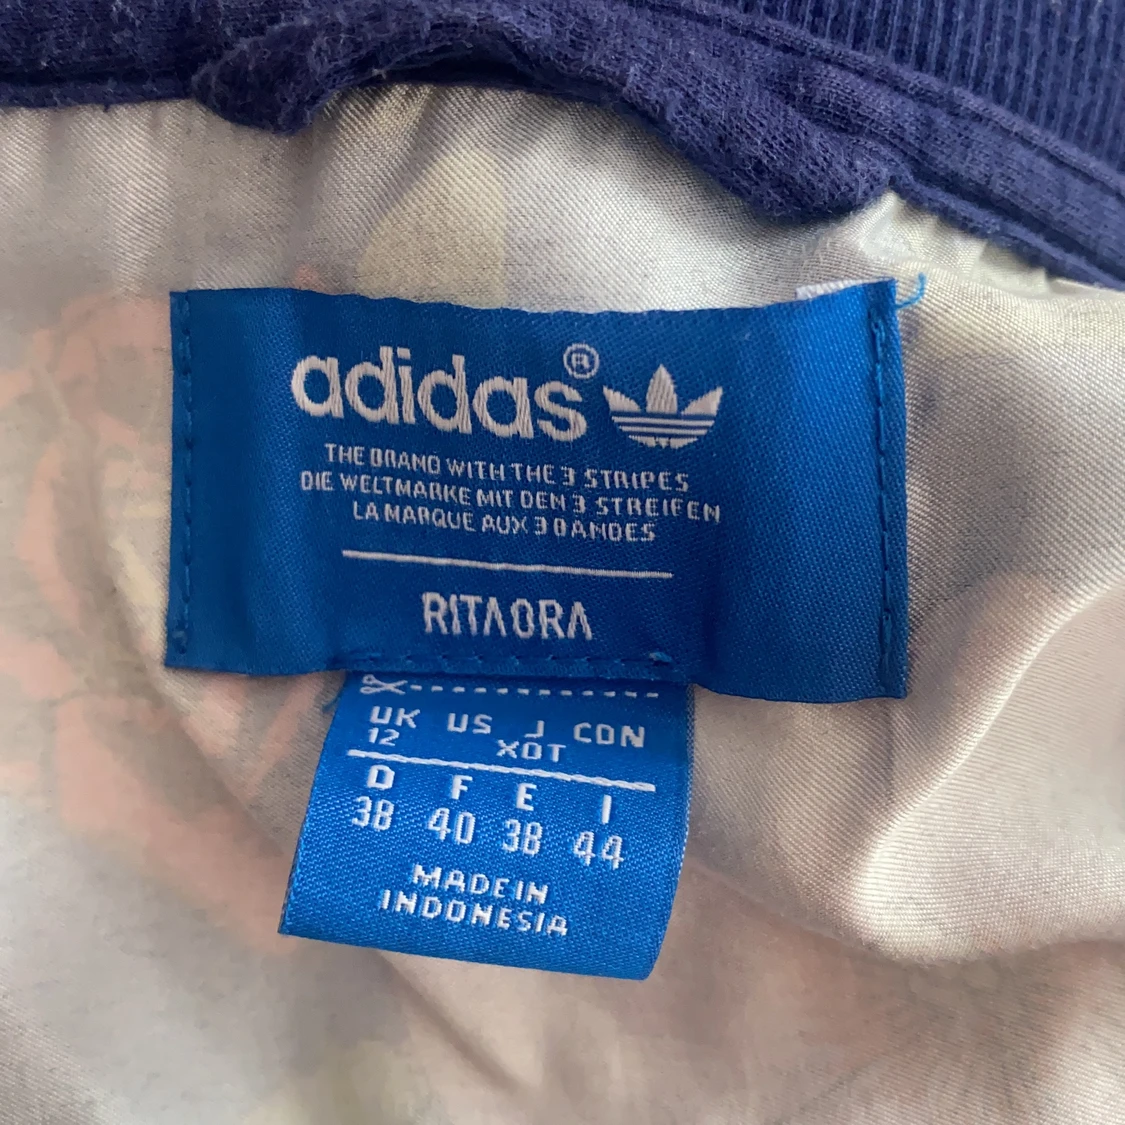 adidas®
THE BRAND WITH THE 3 STRIPES
DIE WELTMARKE MIT DEN 3 STREIFEN
LA MARQUE AUX 3 BANDES
RITA ORA
UK US J CDN
12 XOT
D F E I
38 40 38 44
MADE IN
INDONESIA